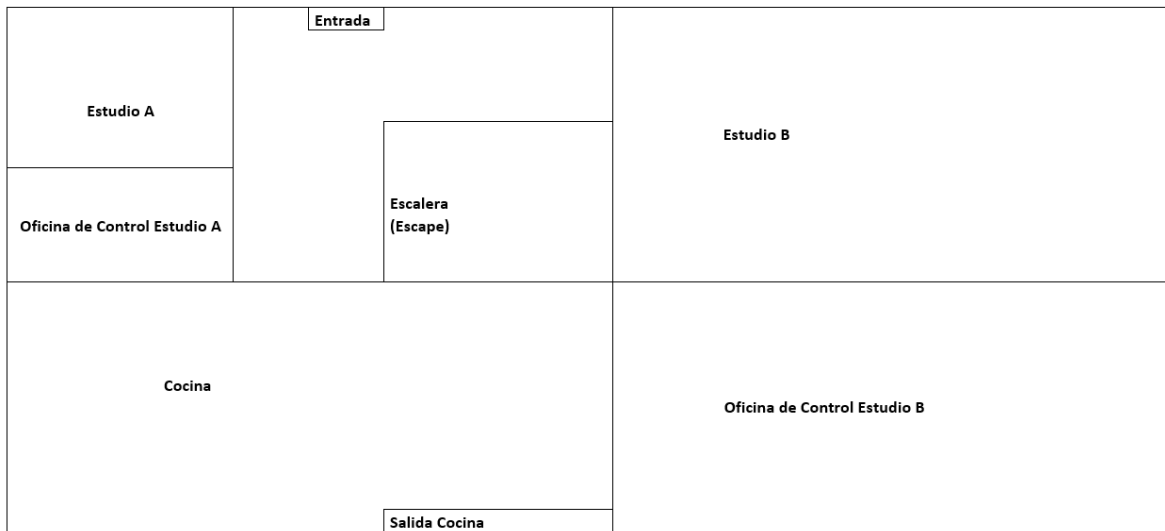 Entrada
Estudio A
Estudio B
Escalera
(Escape)
Oficina de Control Estudio A
Cocina
Oficina de Control Estudio B
Salida Cocina